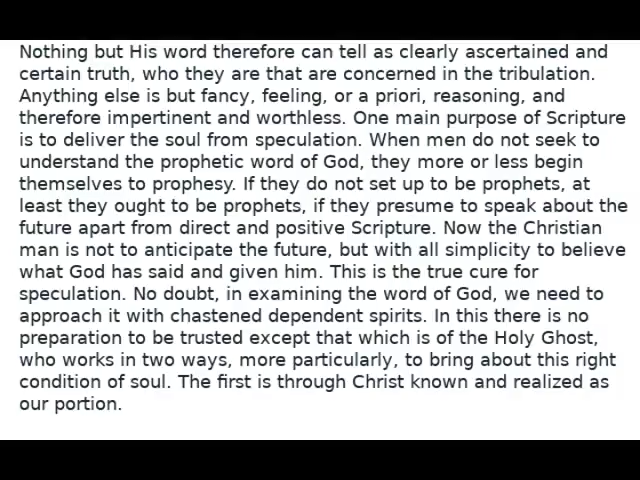 Nothing but His word therefore can tell as clearly ascertained and
certain truth, who they are that are concerned in the tribulation.
Anything else is but fancy, feeling, or a priori, reasoning, and
therefore impertinent and worthless. One main purpose of Scripture
is to deliver the soul from speculation. When men do not seek to
understand the prophetic word of God, they more or less begin
themselves to prophesy. If they do not set up to be prophets, at
least they ought to be prophets, if they presume to speak about the
future apart from direct and positive Scripture. Now the Christian
man is not to anticipate the future, but with all simplicity to believe
what God has said and given him. This is the true cure for
speculation. No doubt, in examining the word of God, we need to
approach it with chastened dependent spirits. In this there is no
preparation to be trusted except that which is of the Holy Ghost,
who works in two ways, more particularly, to bring about this right
condition of soul. The first is through Christ known and realized as
our portion.